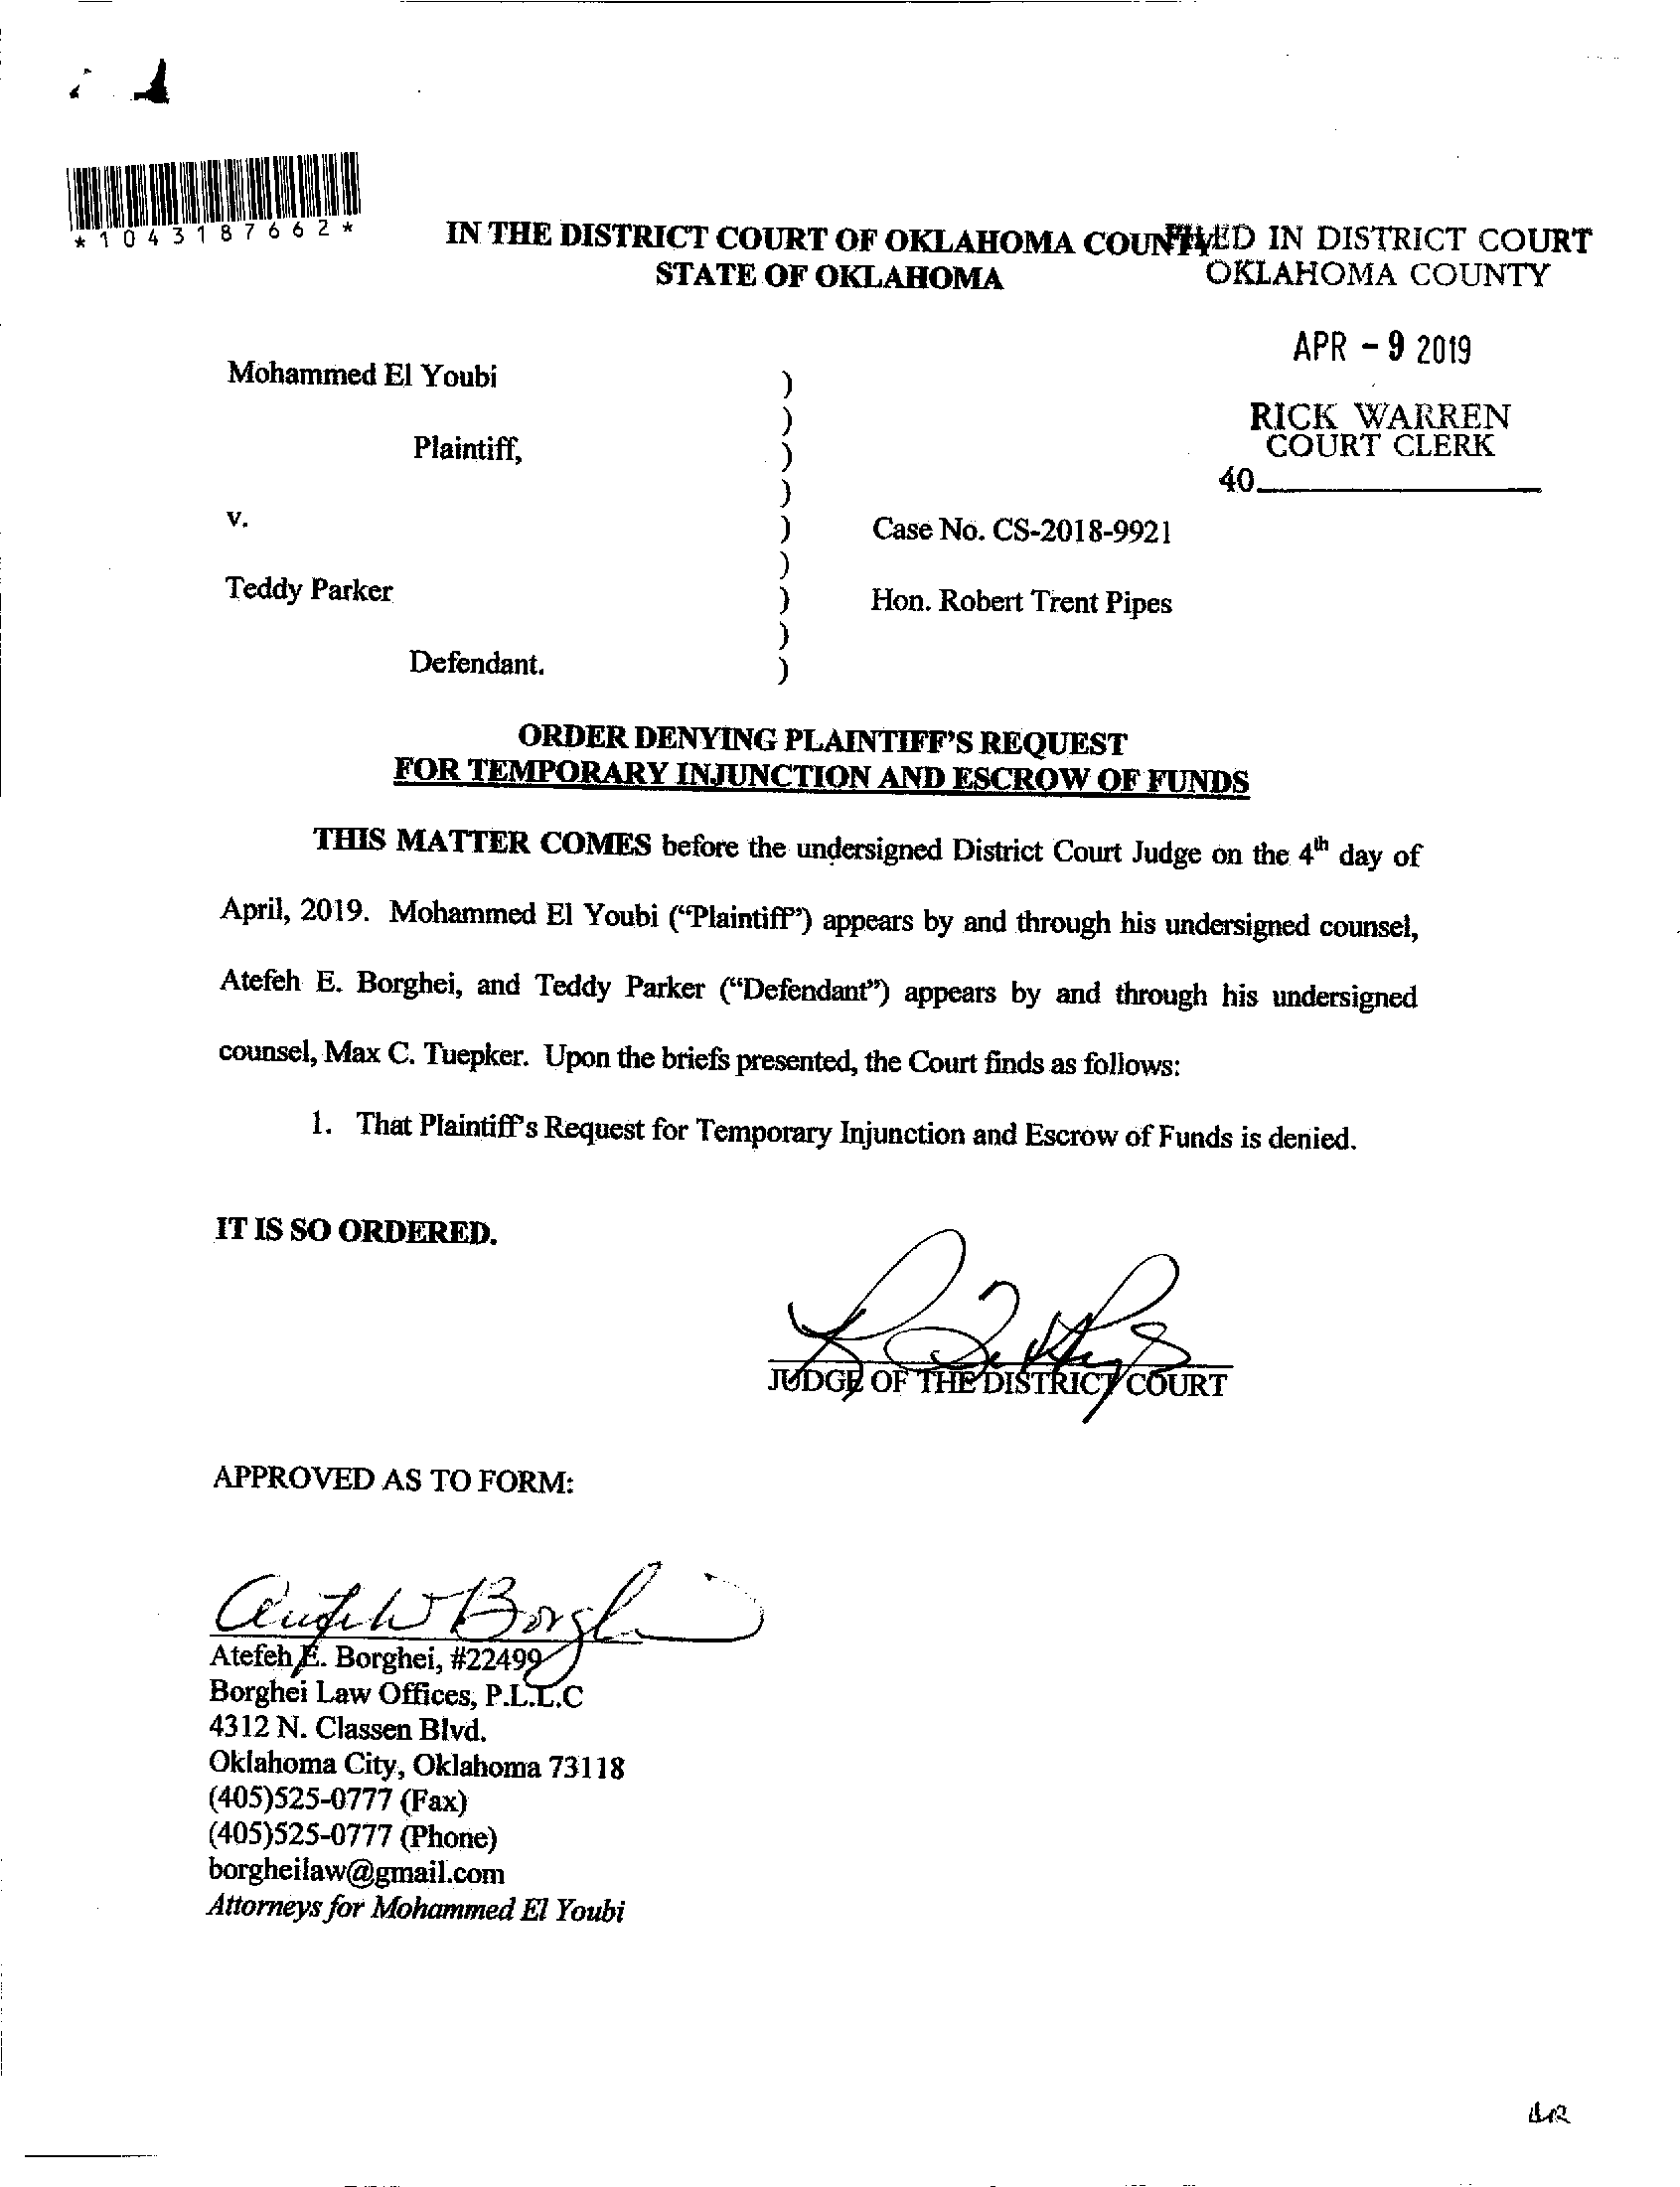 *1043187662*
IN THE DISTRICT COURT OF OKLAHOMA COUNTY
STATE OF OKLAHOMA
FILED IN DISTRICT COURT
OKLAHOMA COUNTY
APR - 9 2019
RICK WARREN
COURT CLERK
40
Mohammed El Youbi )
)
Plaintiff, )
)
v. ) Case No. CS-2018-9921
)
Teddy Parker ) Hon. Robert Trent Pipes
)
Defendant. )
ORDER DENYING PLAINTIFF'S REQUEST
FOR TEMPORARY INJUNCTION AND ESCROW OF FUNDS
THIS MATTER COMES before the undersigned District Court Judge on the 4th day of
April, 2019. Mohammed El Youbi ("Plaintiff") appears by and through his undersigned counsel,
Atefeh E. Borghei, and Teddy Parker ("Defendant") appears by and through his undersigned
counsel, Max C. Tuepker. Upon the briefs presented, the Court finds as follows:
1. That Plaintiff's Request for Temporary Injunction and Escrow of Funds is denied.
IT IS SO ORDERED.
JUDGE OF THE DISTRICT COURT
APPROVED AS TO FORM:
Atefeh E. Borghei, #22499
Borghei Law Offices, P.L.L.C
4312 N. Classen Blvd.
Oklahoma City, Oklahoma 73118
(405)525-0777 (Fax)
(405)525-0777 (Phone)
borgheilaw@gmail.com
Attorneys for Mohammed El Youbi